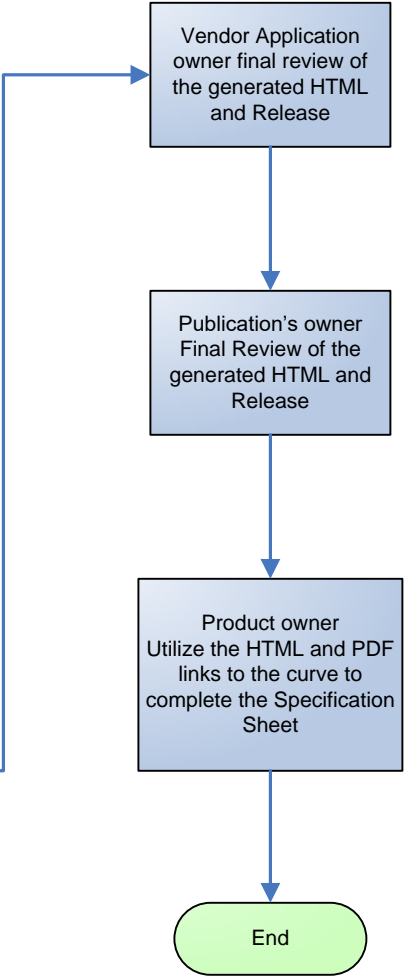 Vendor Application
owner final review of
the generated HTML
and Release
Publication's owner
Final Review of the
generated HTML and
Release
Product owner
Utilize the HTML and PDF
links to the curve to
complete the Specification
Sheet
End